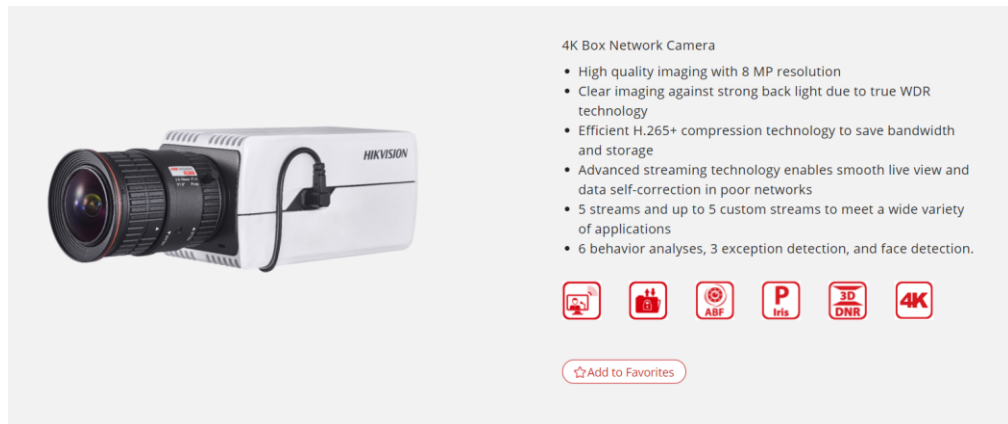 4K Box Network Camera
• High quality imaging with 8 MP resolution
• Clear imaging against strong back light due to true WDR
technology
• Efficient H.265+ compression technology to save bandwidth
and storage
• Advanced streaming technology enables smooth live view and
data self-correction in poor networks
• 5 streams and up to 5 custom streams to meet a wide variety
of applications
• 6 behavior analyses, 3 exception detection, and face detection.
HIKVISION
ABF
P
Iris
3D
DNR
4K
Add to Favorites